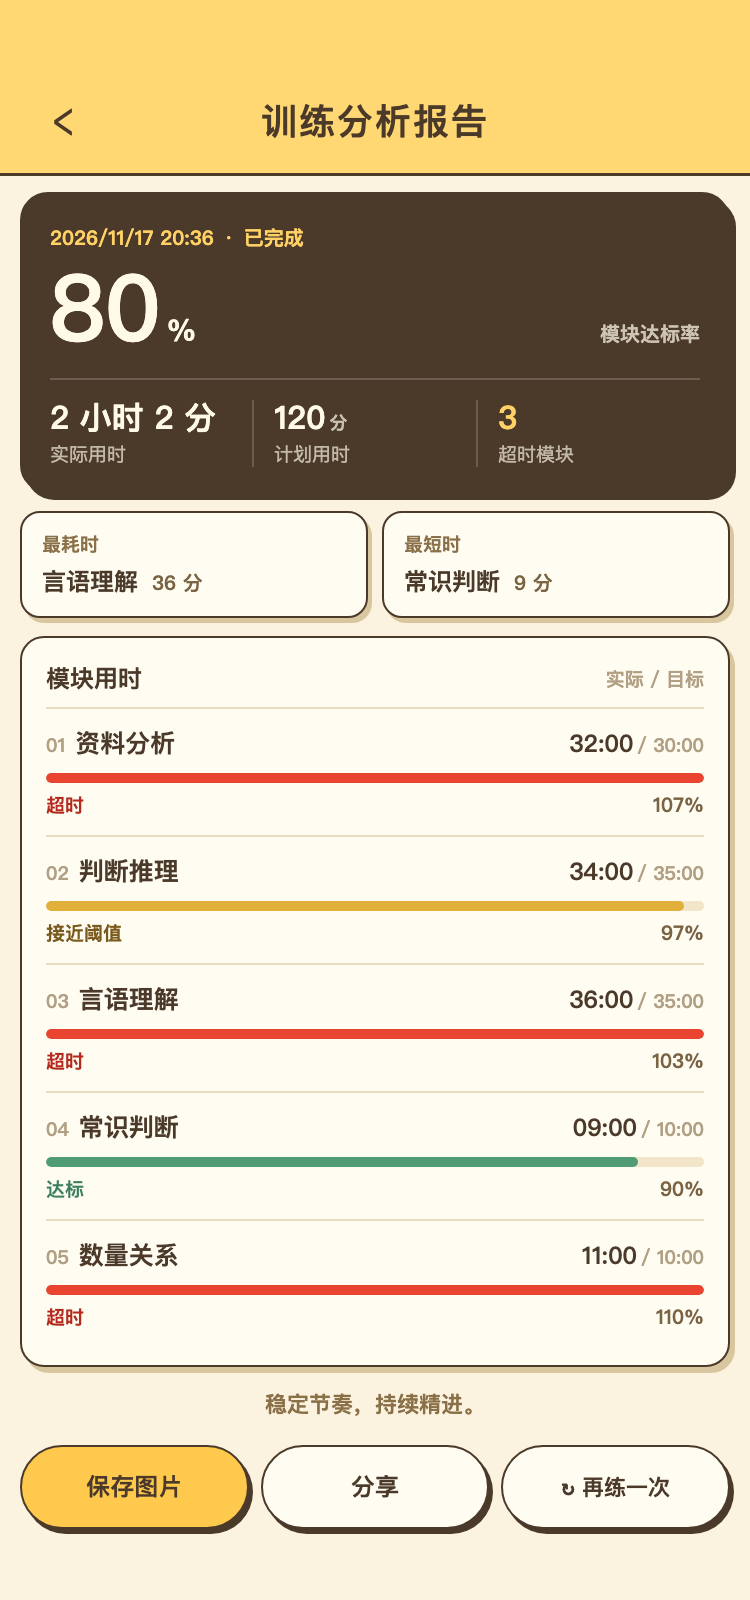 <
训练分析报告
2026/11/17 20:36 · 已完成
80%
模块达标率
2 小时 2 分
实际用时
120分
计划用时
3
超时模块
最耗时
言语理解 36 分
最短时
常识判断 9 分
模块用时 实际 / 目标
01 资料分析 32:00 / 30:00
超时 107%
02 判断推理 34:00 / 35:00
接近阈值 97%
03 言语理解 36:00 / 35:00
超时 103%
04 常识判断 09:00 / 10:00
达标 90%
05 数量关系 11:00 / 10:00
超时 110%
稳定节奏，持续精进。
保存图片
分享
↻ 再练一次